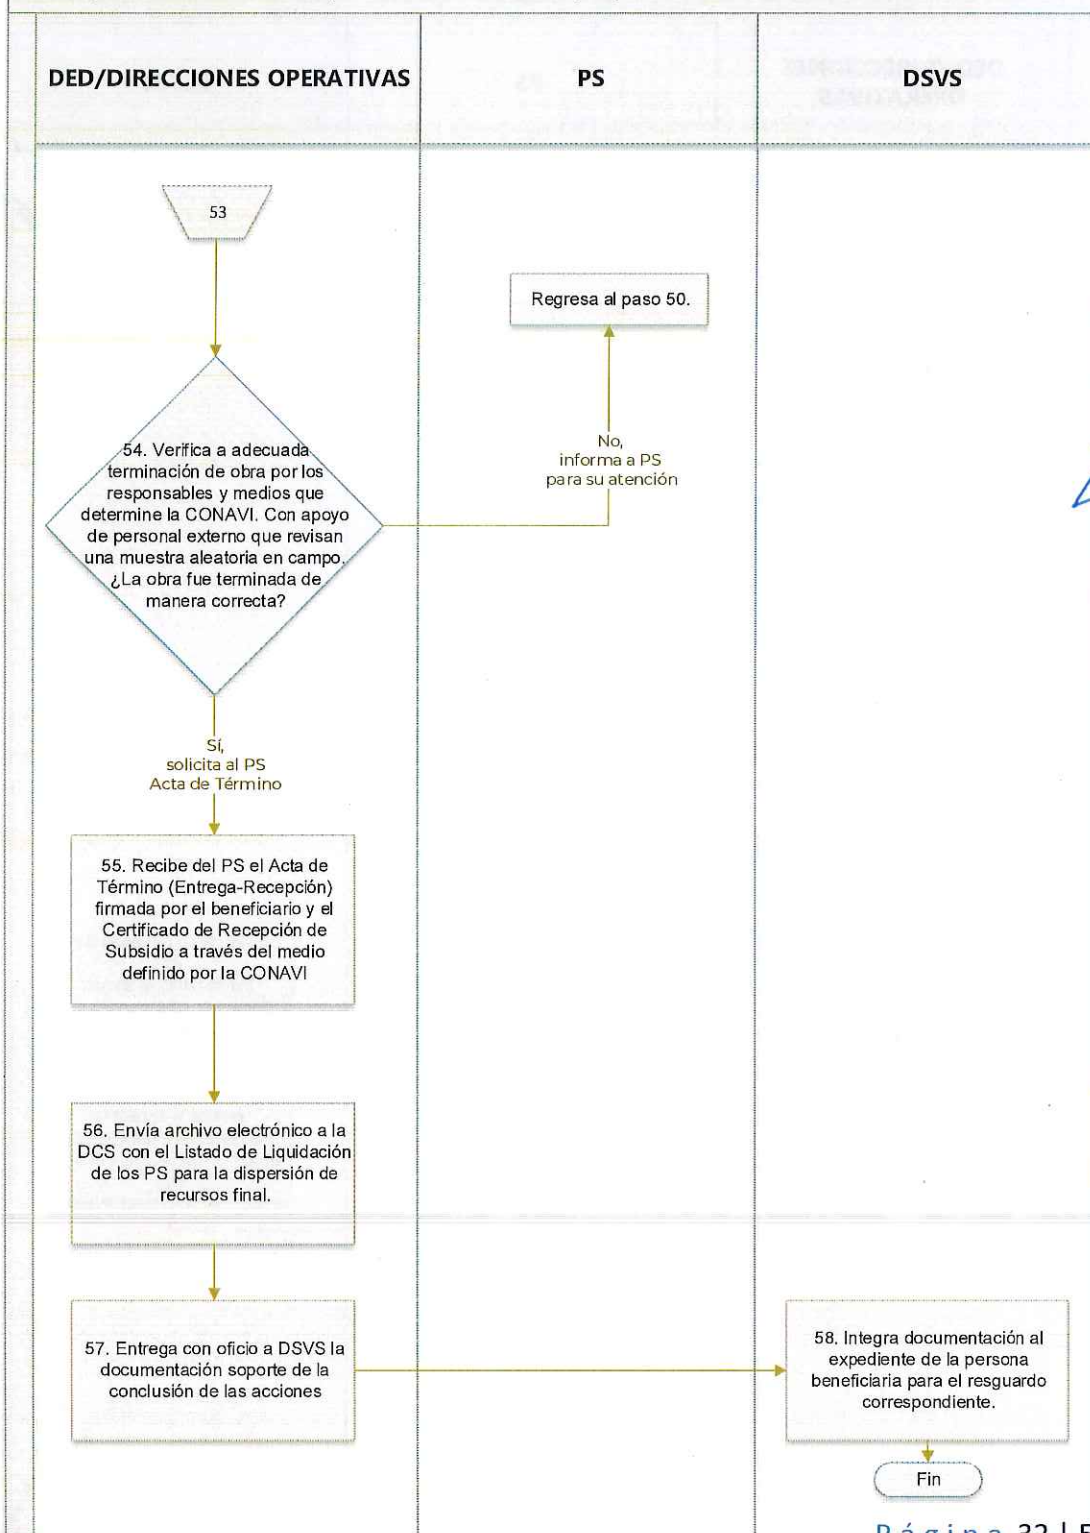 DED/DIRECCIONES OPERATIVAS
PS
DSVS
53
Regresa al paso 50.
No,
informa a PS
para su atención
54. Verifica a adecuada
terminación de obra por los
responsables y medios que
determine la CONAVI. Con apoyo
de personal externo que revisan
una muestra aleatoria en campo.
¿La obra fue terminada de
manera correcta?
Sí,
solicita al PS
Acta de Término
55. Recibe del PS el Acta de
Término (Entrega-Recepción)
firmada por el beneficiario y el
Certificado de Recepción de
Subsidio a través del medio
definido por la CONAVI
56. Envía archivo electrónico a la
DCS con el Listado de Liquidación
de los PS para la dispersión de
recursos final.
57. Entrega con oficio a DSVS la
documentación soporte de la
conclusión de las acciones
58. Integra documentación al
expediente de la persona
beneficiaria para el resguardo
correspondiente.
Fin
Página 32 |